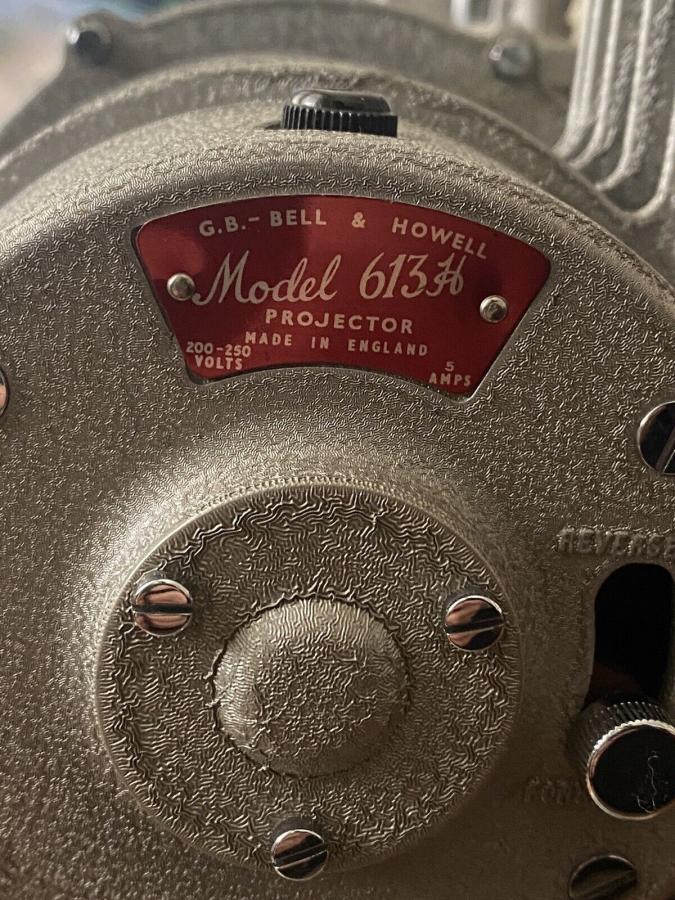 G.B.- BELL & HOWELL
Model 613H
PROJECTOR
MADE IN ENGLAND
200-250
VOLTS
5
AMPS
REVERSE